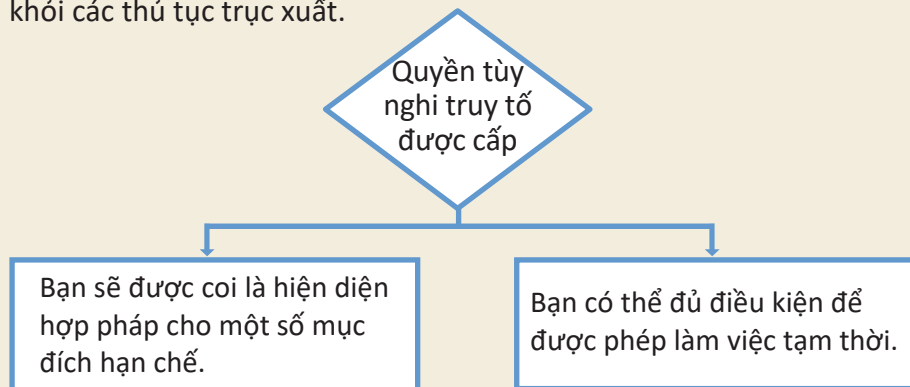 khỏi các thủ tục trục xuất.
Quyền tùy
nghi truy tố
được cấp
Bạn sẽ được coi là hiện diện
hợp pháp cho một số mục
đích hạn chế.
Bạn có thể đủ điều kiện để
được phép làm việc tạm thời.